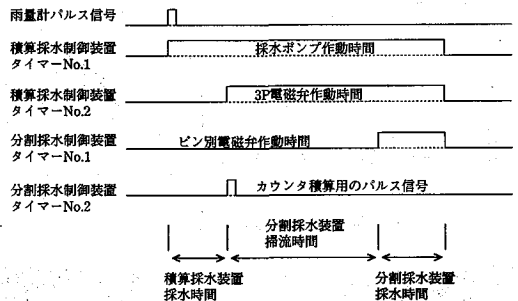 雨量計パルス信号
積算採水制御装置
タイマーNo.1
採水ポンプ作動時間
積算採水制御装置
タイマーNo.2
3P電磁弁作動時間
分割採水制御装置
タイマーNo.1
ビン別電磁弁作動時間
分割採水制御装置
タイマーNo.2
カウンタ積算用のパルス信号
分割採水装置
掃流時間
積算採水装置
採水時間
分割採水装置
採水時間